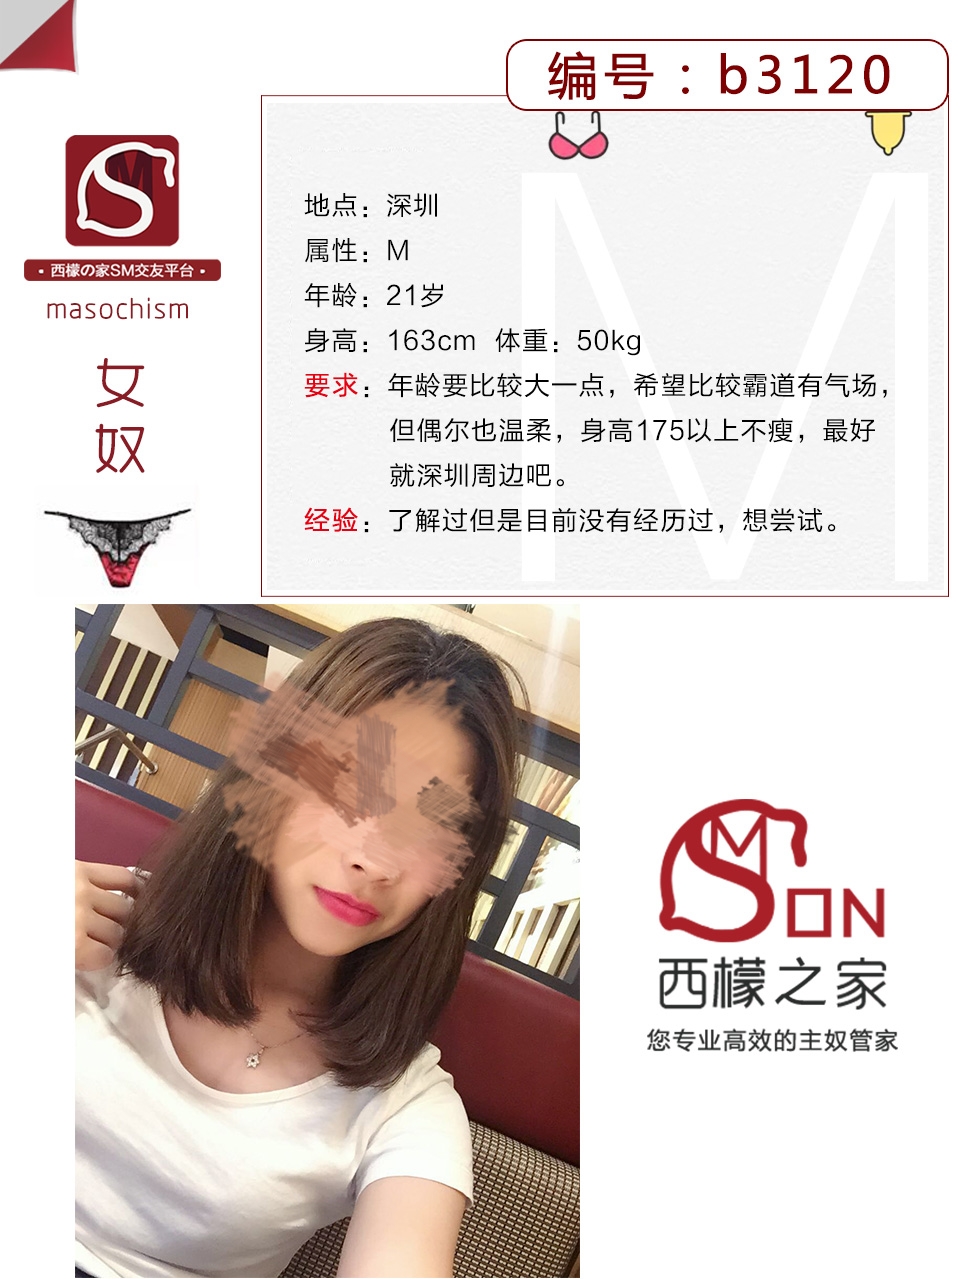 编号：b3120
西檬の家SM交友平台
masochism
女奴
地点：深圳
属性：M
年龄：21岁
身高：163cm 体重：50kg
要求：年龄要比较大一点，希望比较霸道有气场，
但偶尔也温柔，身高175以上不瘦，最好
就深圳周边吧。
经验：了解过但是目前没有经历过，想尝试。
M
SM
SMON
西檬之家
您专业高效的主奴管家